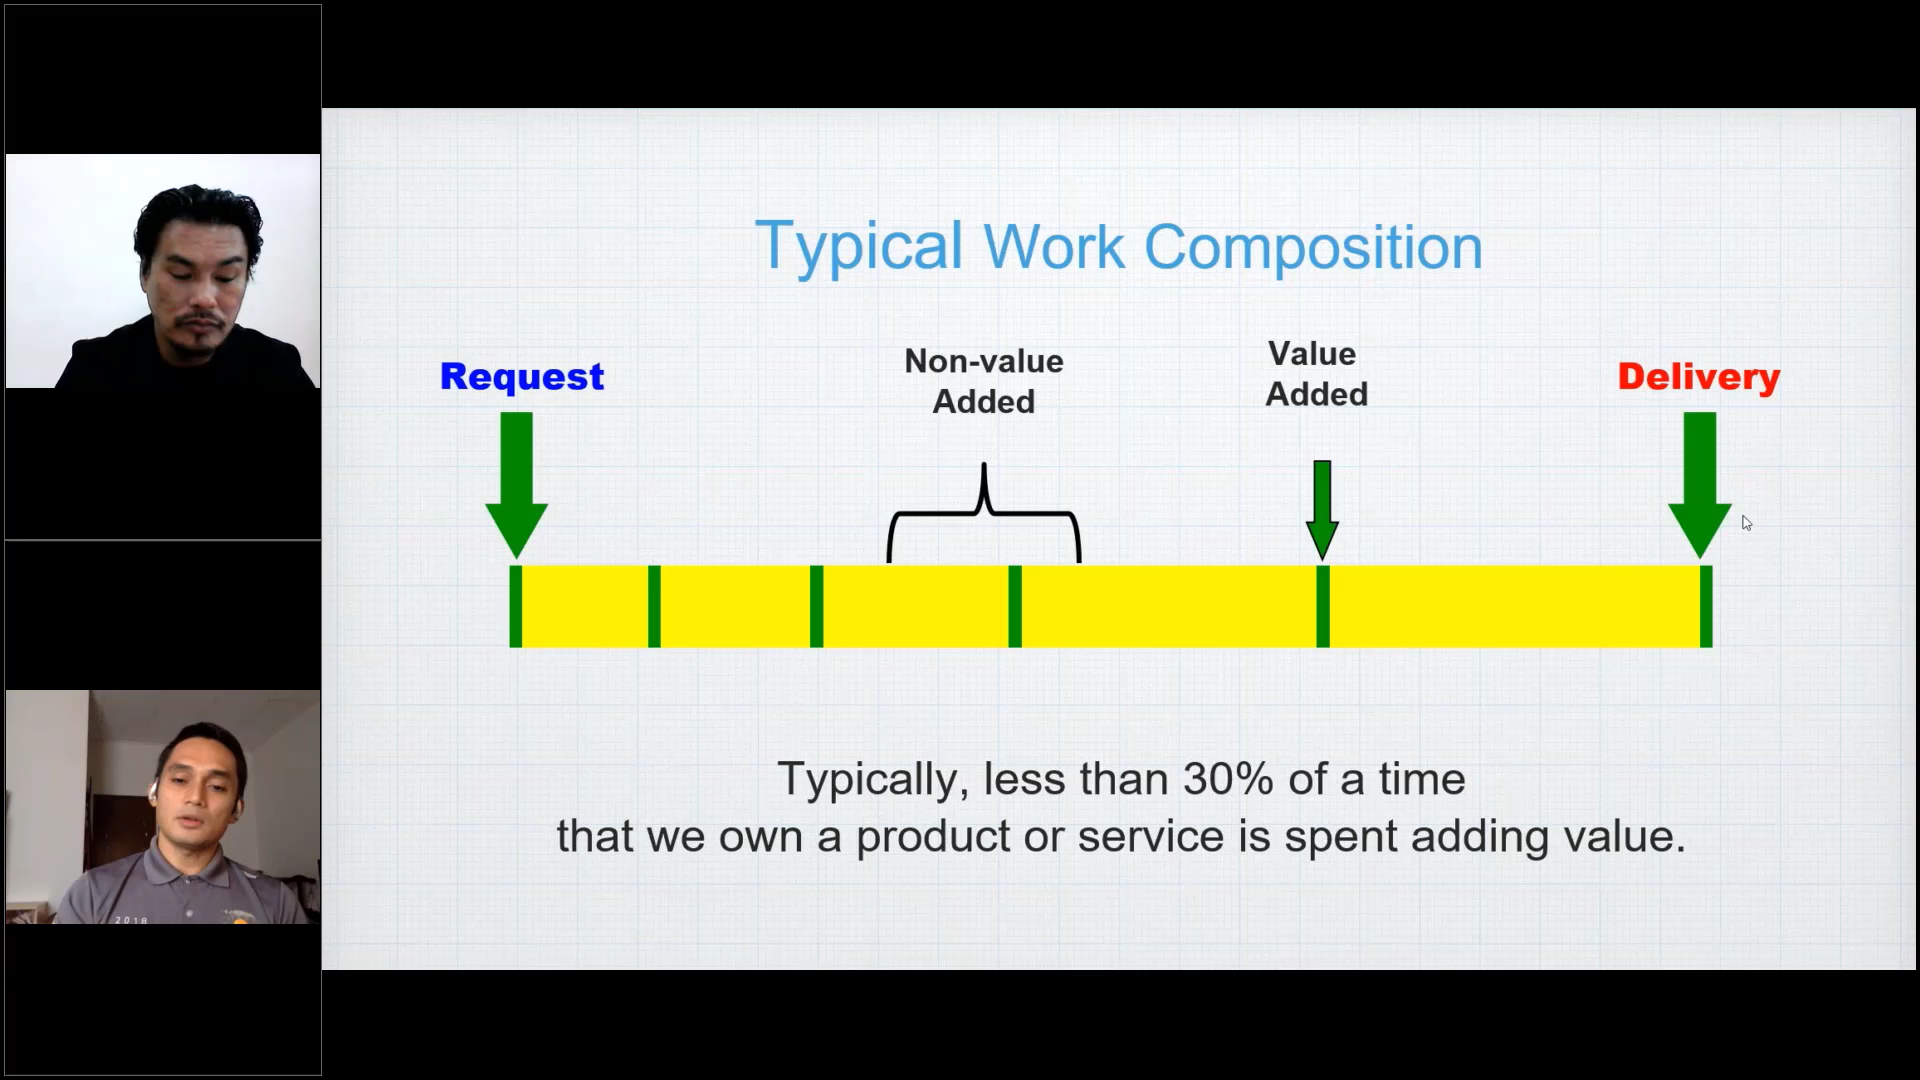 Typical Work Composition
Request
Non-value
Added
Value
Added
Delivery
Typically, less than 30% of a time
that we own a product or service is spent adding value.
2018